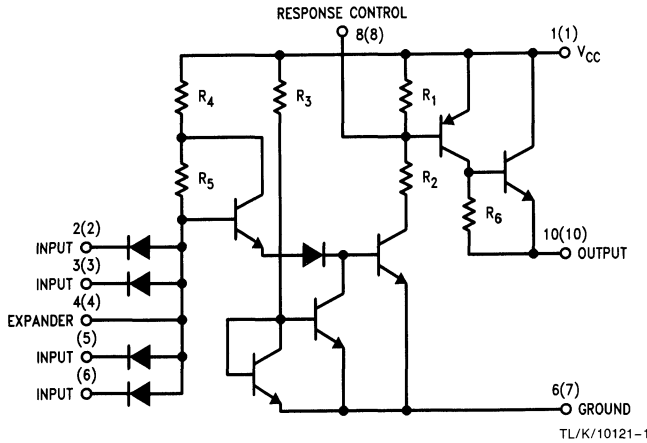 RESPONSE CONTROL
8(8)
1(1)
VCC
R4
R3
R1
R5
R2
R6
2(2)
INPUT
3(3)
INPUT
4(4)
EXPANDER
(5)
INPUT
(6)
INPUT
10(10)
OUTPUT
6(7)
GROUND
TL/K/10121-1